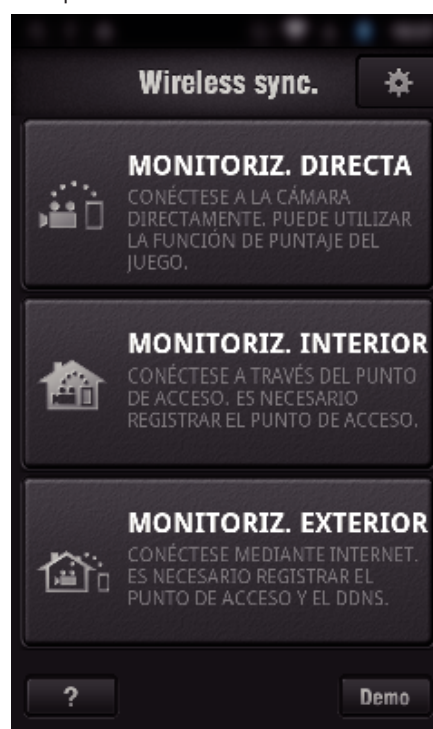 Wireless sync.
MONITORIZ. DIRECTA
CONÉCTESE A LA CÁMARA
DIRECTAMENTE. PUEDE UTILIZAR
LA FUNCIÓN DE PUNTAJE DEL
JUEGO.
MONITORIZ. INTERIOR
CONÉCTESE A TRAVÉS DEL PUNTO
DE ACCESO. ES NECESARIO
REGISTRAR EL PUNTO DE ACCESO.
MONITORIZ. EXTERIOR
CONÉCTESE MEDIANTE INTERNET.
ES NECESARIO REGISTRAR EL
PUNTO DE ACCESO Y EL DDNS.
? Demo